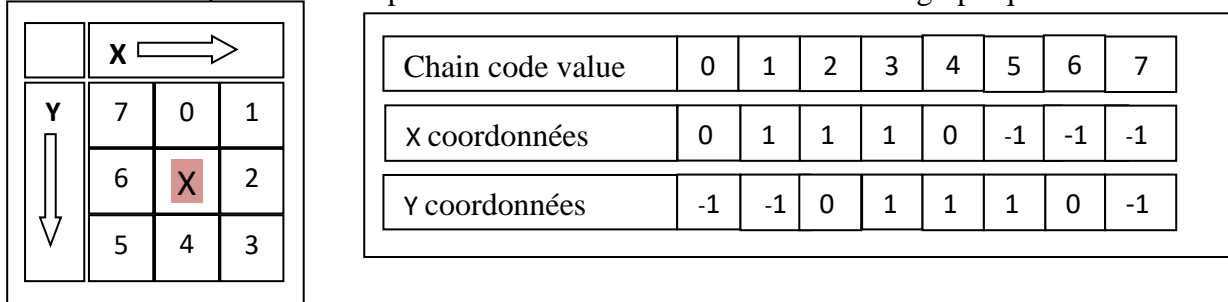 X
Y 7 0 1
6 X 2
5 4 3
Chain code value 0 1 2 3 4 5 6 7
X coordonnées 0 1 1 1 0 -1 -1 -1
Y coordonnées -1 -1 0 1 1 1 0 -1